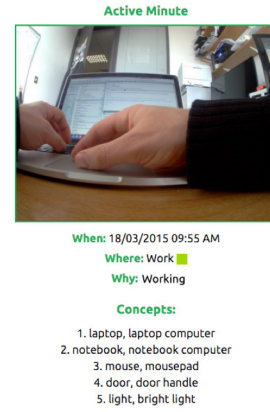 Active Minute
When: 18/03/2015 09:55 AM
Where: Work
Why: Working
Concepts:
1. laptop, laptop computer
2. notebook, notebook computer
3. mouse, mousepad
4. door, door handle
5. light, bright light